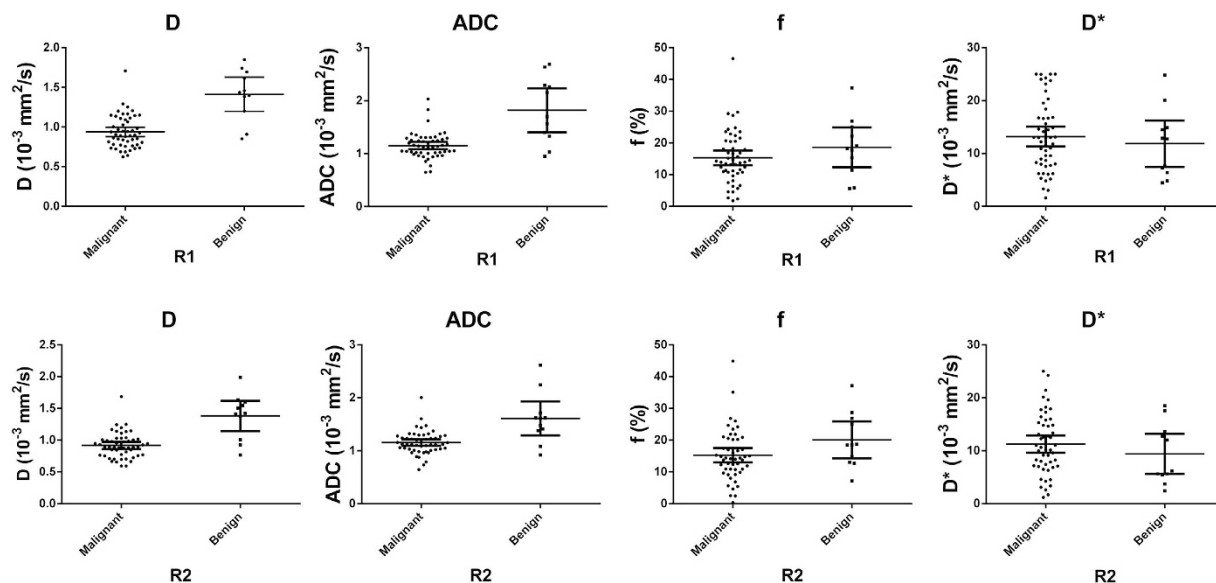 D
D (10⁻³ mm²/s)
2.0
1.5
1.0
0.5
0.0
Malignant
Benign
R1
ADC
ADC (10⁻³ mm²/s)
3
2
1
0
Malignant
Benign
R1
f
f (%)
50
40
30
20
10
0
Malignant
Benign
R1
D*
D* (10⁻³ mm²/s)
30
20
10
0
Malignant
Benign
R1
D
D (10⁻³ mm²/s)
2.5
2.0
1.5
1.0
0.5
0.0
Malignant
Benign
R2
ADC
ADC (10⁻³ mm²/s)
3
2
1
0
Malignant
Benign
R2
f
f (%)
50
40
30
20
10
0
Malignant
Benign
R2
D*
D* (10⁻³ mm²/s)
30
20
10
0
Malignant
Benign
R2